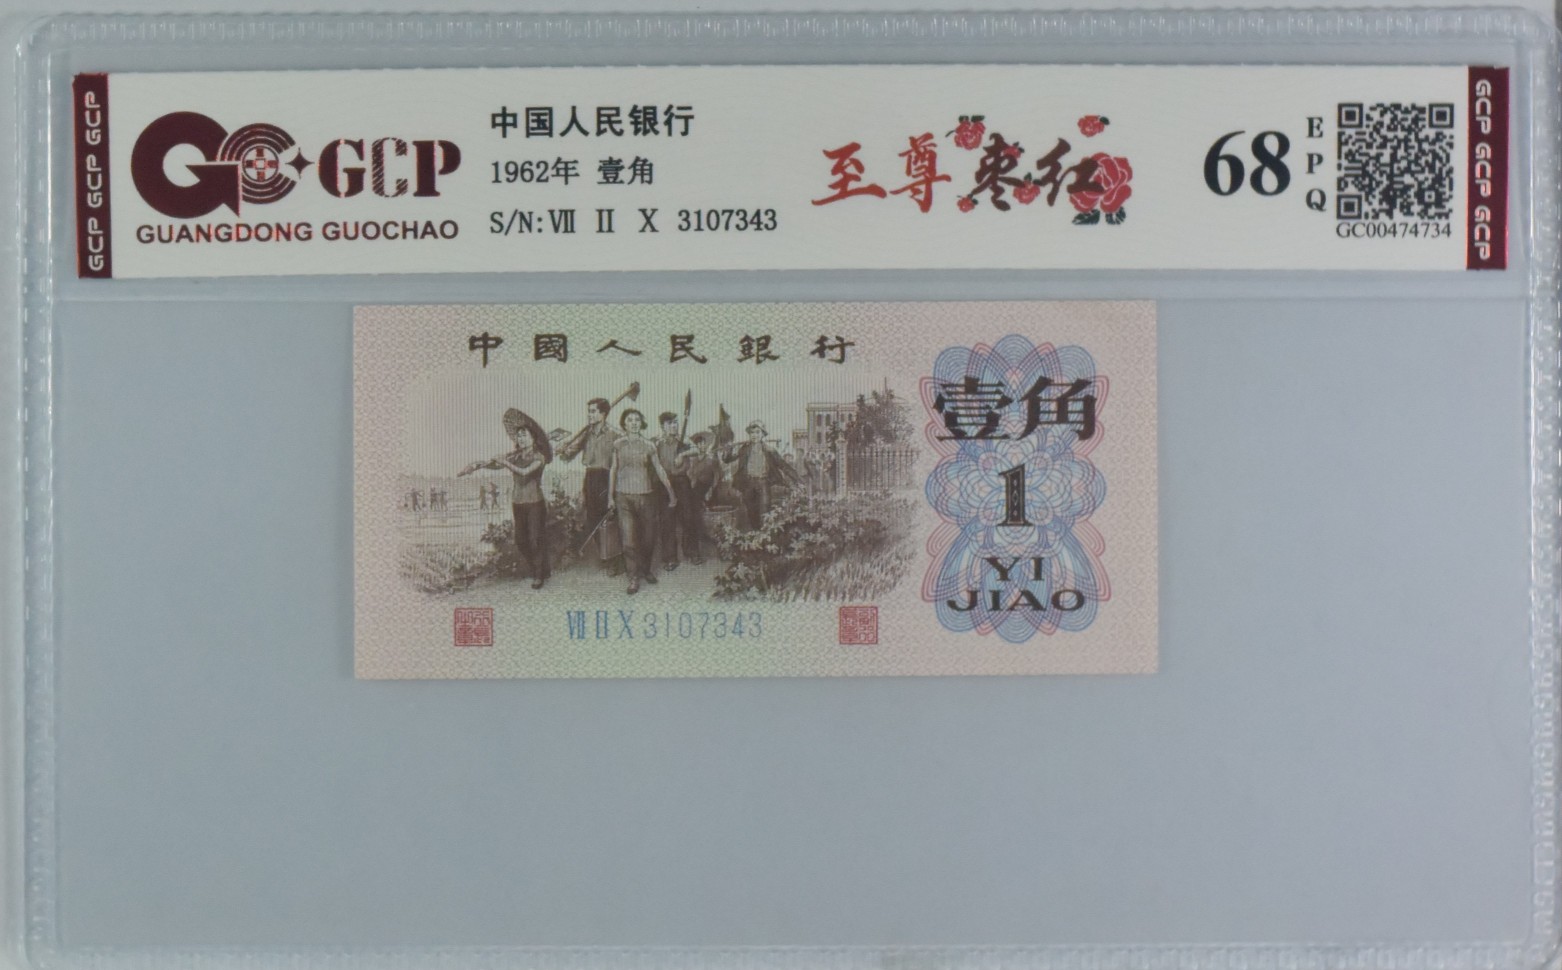 GCP GCP GCP
GCP
GUANGDONG GUOCHAO
中国人民银行
1962年 壹角
S/N: Ⅶ Ⅱ Ⅹ 3107343
至尊枣红
68
EPQ
GC00474734
GCP GCP GCP
中國人民銀行
壹角
1
YI
JIAO
Ⅶ Ⅱ Ⅹ 3107343